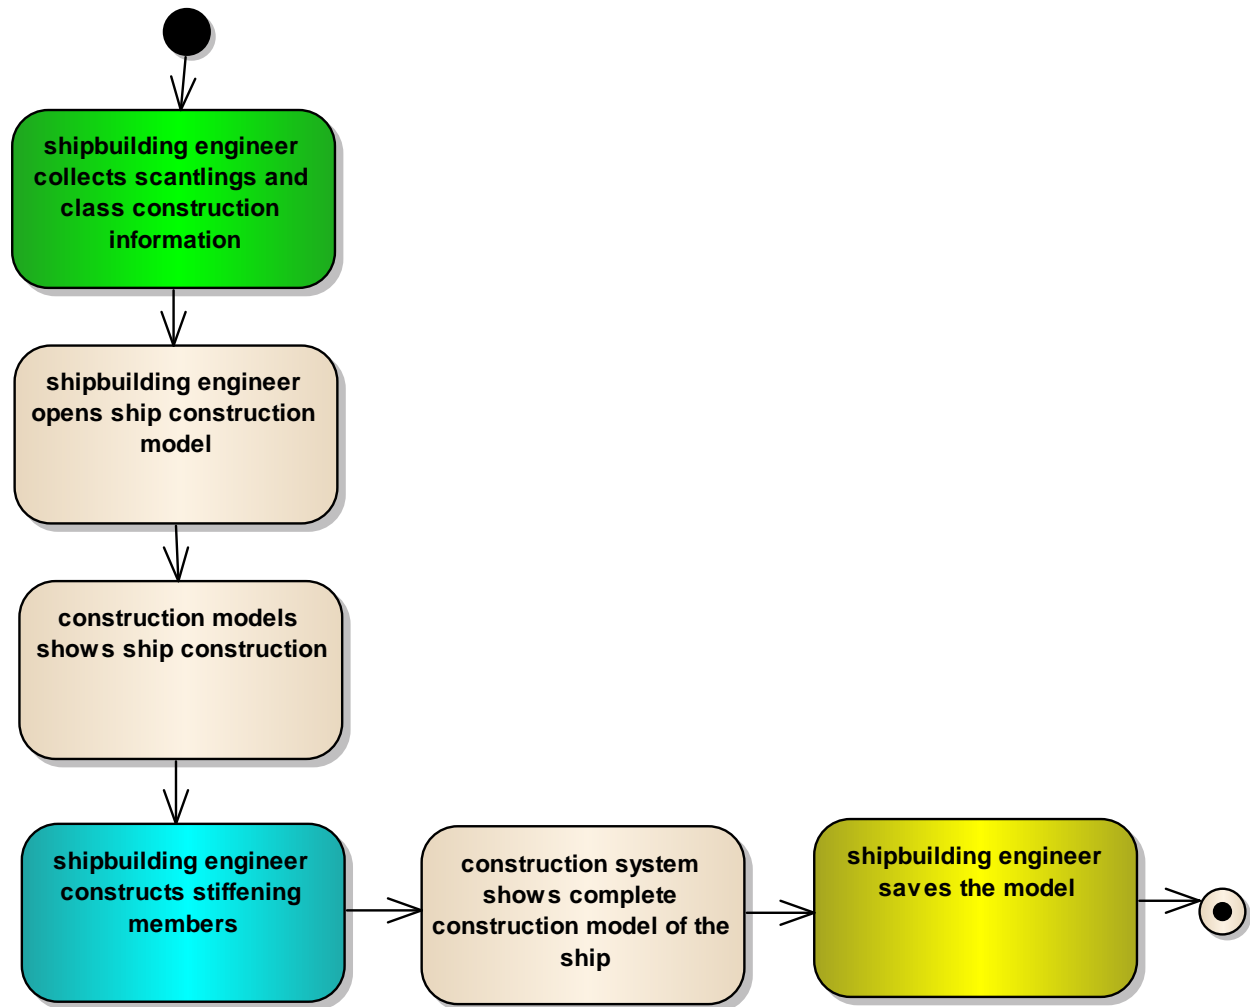 shipbuilding engineer
collects scantlings and
class construction
information
shipbuilding engineer
opens ship construction
model
construction models
shows ship construction
shipbuilding engineer
constructs stiffening
members
construction system
shows complete
construction model of the
ship
shipbuilding engineer
saves the model